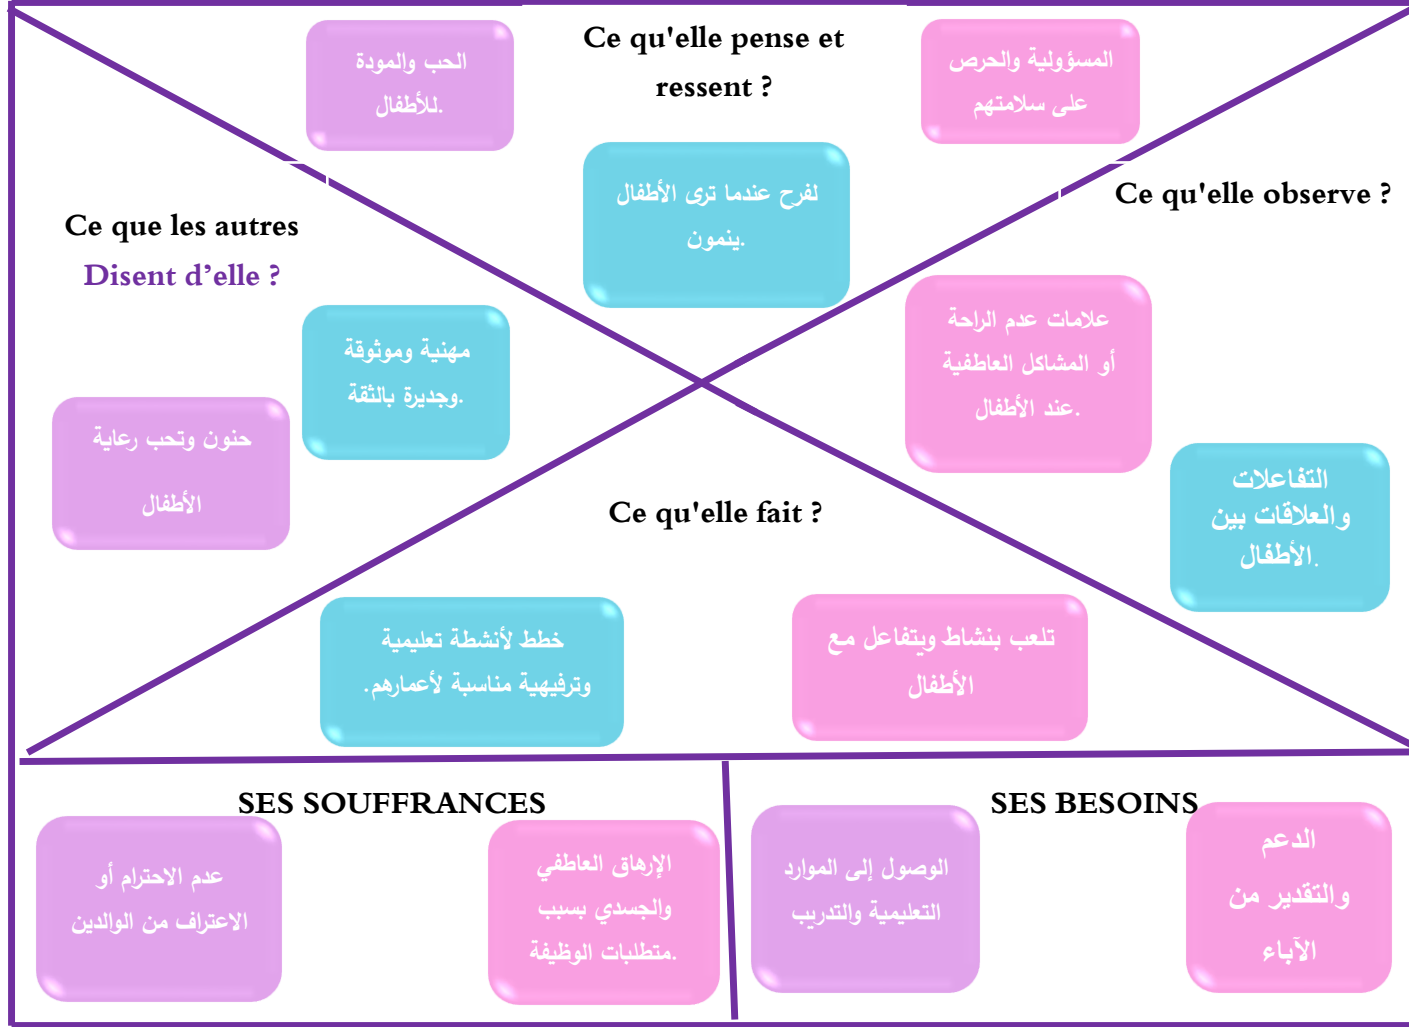 Ce qu'elle pense et
ressent ?
الحب والمودة
للأطفال.
المسؤولية والحرص
على سلامتهم
لفرح عندما ترى الأطفال
ينمون.
Ce que les autres
Disent d’elle ?
مهنية وموثوقة
وجديرة بالثقة.
حنون وتحب رعاية
الأطفال
Ce qu'elle observe ?
علامات عدم الراحة
أو المشاكل العاطفية
عند الأطفال.
التفاعلات
والعلاقات بين
الأطفال.
Ce qu'elle fait ?
خطط لأنشطة تعليمية
وترفيهية مناسبة لأعمارهم.
تلعب بنشاط ويتفاعل مع
الأطفال
SES SOUFFRANCES
عدم الاحترام أو
الاعتراف من الوالدين
الإرهاق العاطفي
والجسدي بسبب
متطلبات الوظيفة.
SES BESOINS
الوصول إلى الموارد
التعليمية والتدريب
الدعم
والتقدير من
الآباء